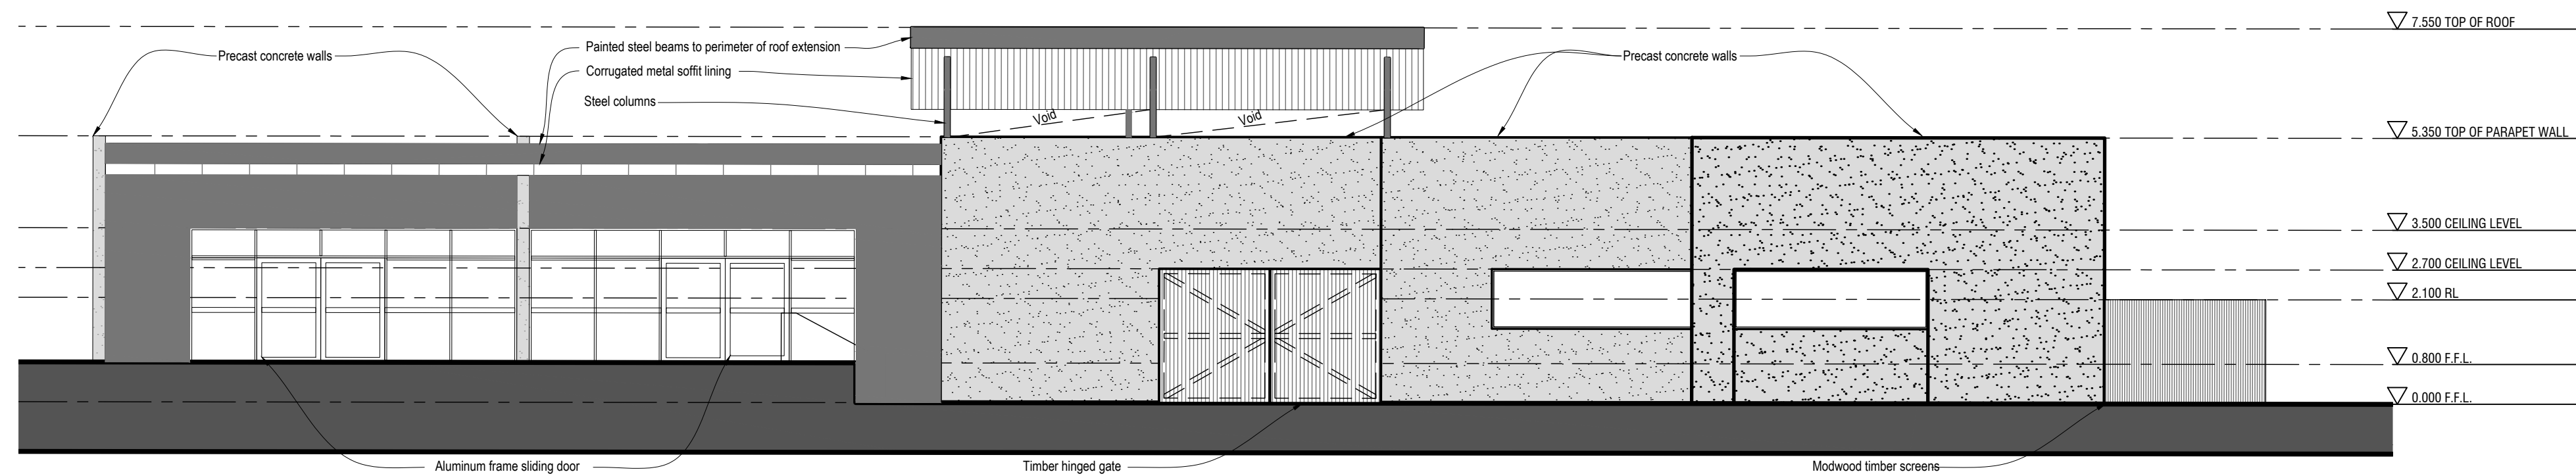 7.550 TOP OF ROOF
Painted steel beams to perimeter of roof extension
Precast concrete walls
Precast concrete walls
Corrugated metal soffit lining
Steel columns
Void
Void
5.350 TOP OF PARAPET WALL
3.500 CEILING LEVEL
2.700 CEILING LEVEL
2.100 RL
0.800 F.F.L.
0.000 F.F.L.
Aluminum frame sliding door
Timber hinged gate
Modwood timber screens